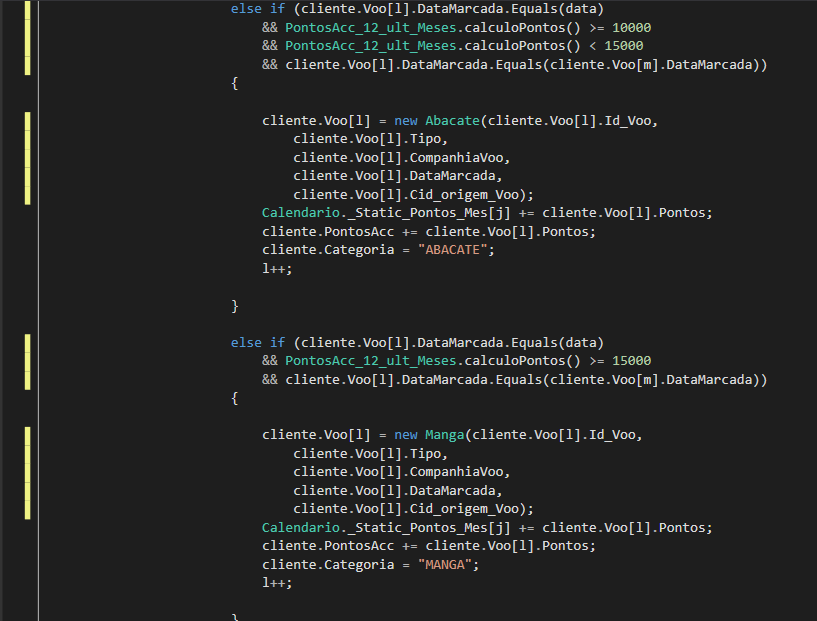 else if (cliente.Voo[l].DataMarcada.Equals(data)
&& PontosAcc_12_ult_Meses.calculoPontos() >= 10000
&& PontosAcc_12_ult_Meses.calculoPontos() < 15000
&& cliente.Voo[l].DataMarcada.Equals(cliente.Voo[m].DataMarcada))
{
cliente.Voo[l] = new Abacate(cliente.Voo[l].Id_Voo,
cliente.Voo[l].Tipo,
cliente.Voo[l].CompanhiaVoo,
cliente.Voo[l].DataMarcada,
cliente.Voo[l].Cid_origem_Voo);
Calendario._Static_Pontos_Mes[j] += cliente.Voo[l].Pontos;
cliente.PontosAcc += cliente.Voo[l].Pontos;
cliente.Categoria = "ABACATE";
l++;
}
else if (cliente.Voo[l].DataMarcada.Equals(data)
&& PontosAcc_12_ult_Meses.calculoPontos() >= 15000
&& cliente.Voo[l].DataMarcada.Equals(cliente.Voo[m].DataMarcada))
{
cliente.Voo[l] = new Manga(cliente.Voo[l].Id_Voo,
cliente.Voo[l].Tipo,
cliente.Voo[l].CompanhiaVoo,
cliente.Voo[l].DataMarcada,
cliente.Voo[l].Cid_origem_Voo);
Calendario._Static_Pontos_Mes[j] += cliente.Voo[l].Pontos;
cliente.PontosAcc += cliente.Voo[l].Pontos;
cliente.Categoria = "MANGA";
l++;
}